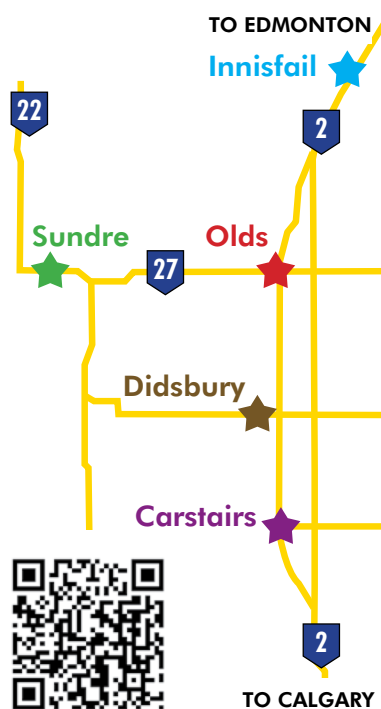 TO EDMONTON
Innisfail
22
2
Sundre
Olds
27
Didsbury
Carstairs
2
TO CALGARY